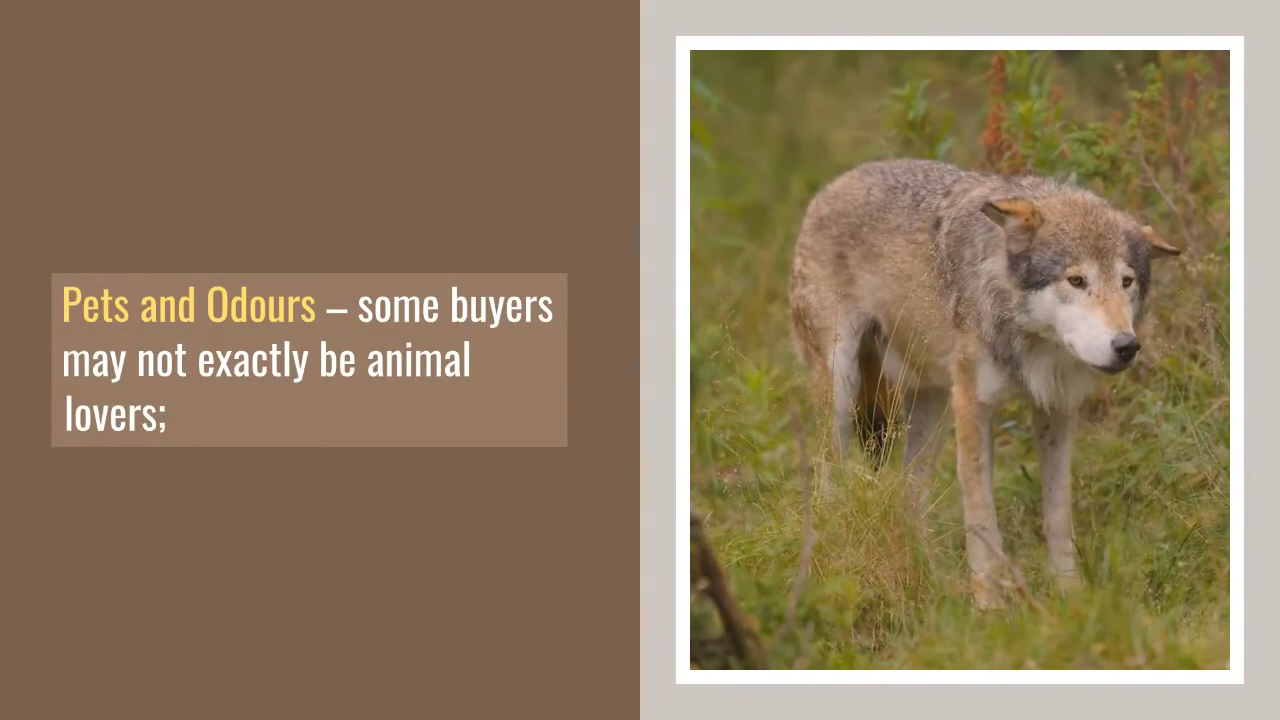 Pets and Odours – some buyers
may not exactly be animal
lovers;